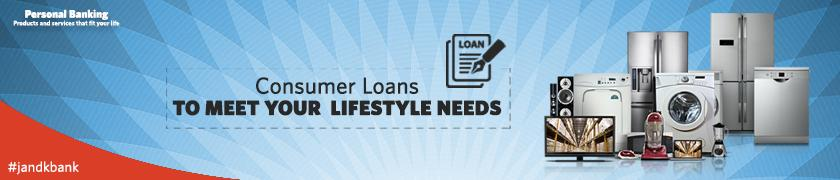 Personal Banking
Products and services that fit your life
LOAN
Consumer Loans
TO MEET YOUR LIFESTYLE NEEDS
#jandkbank